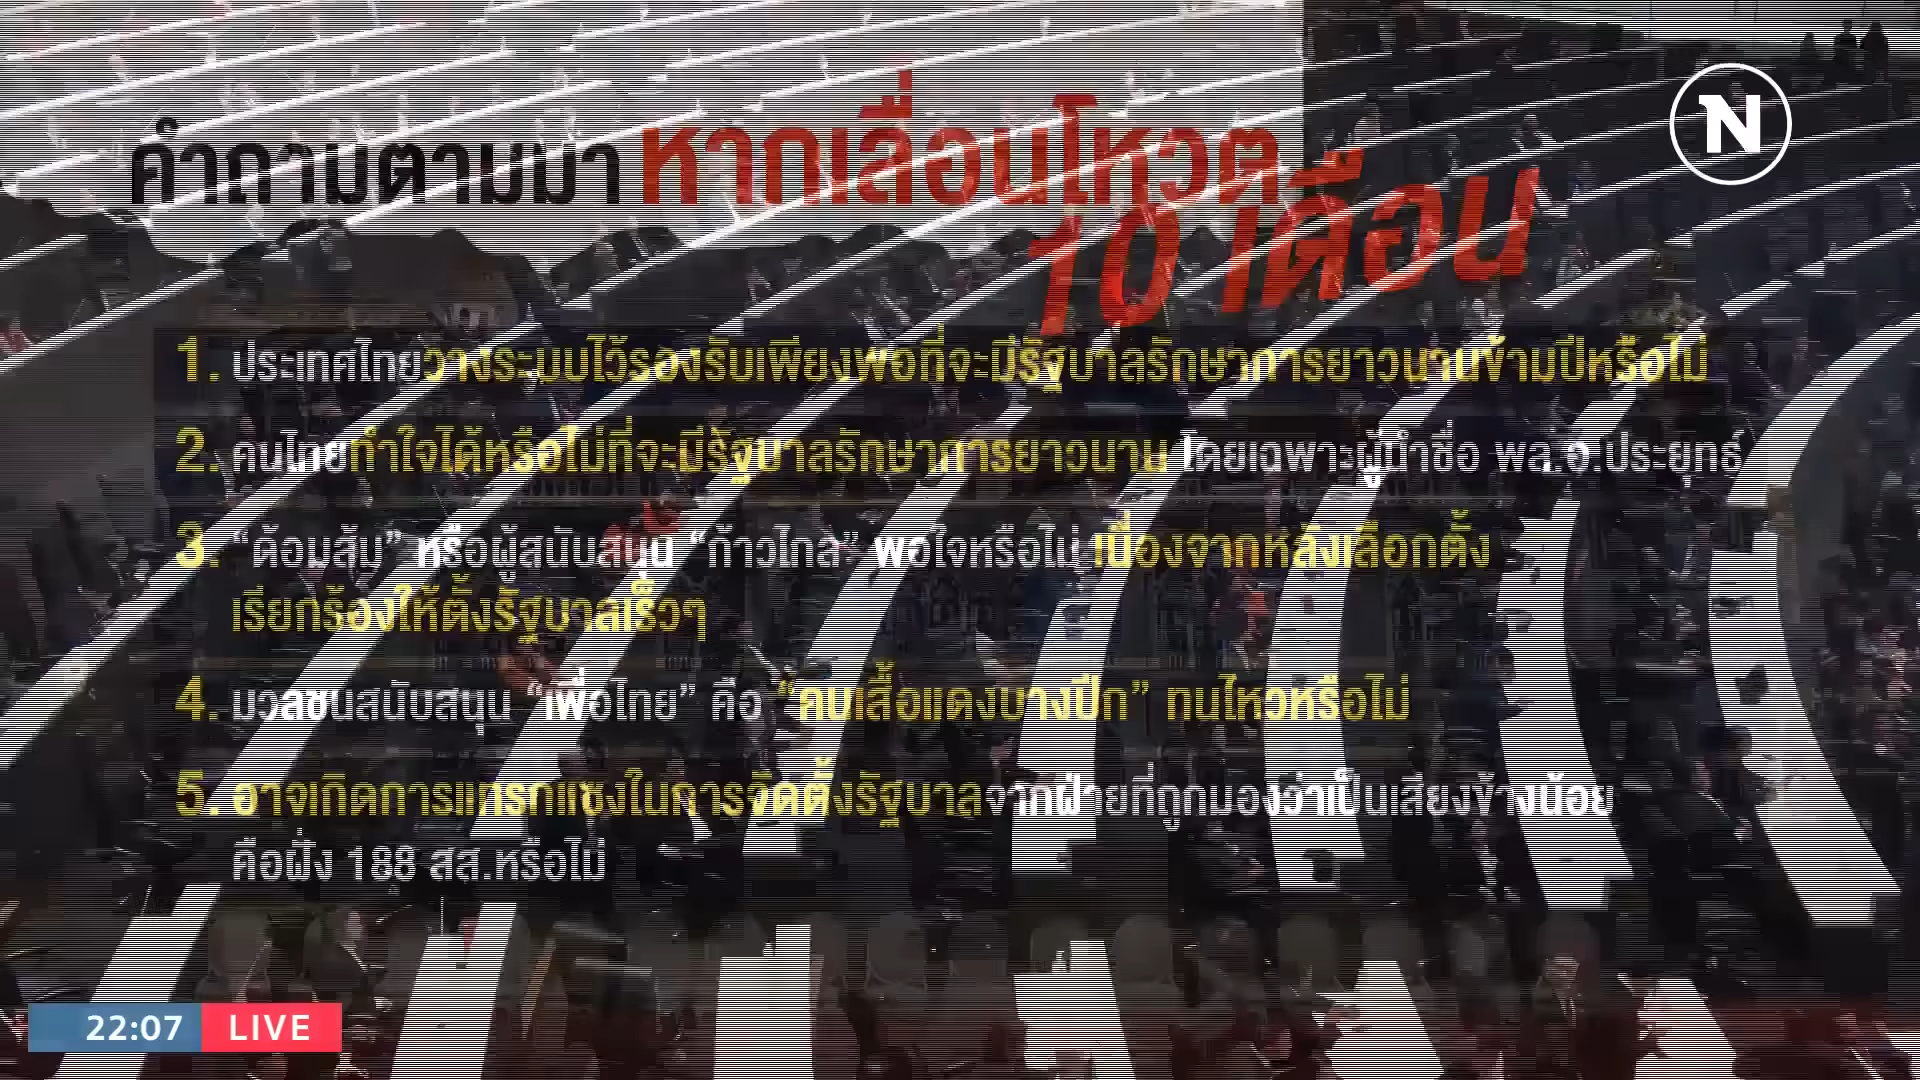 คำถามตามมา หากเลื่อนโหวต
10 เดือน
1. ประเทศไทยวางระบบไว้รองรับเพียงพอที่จะมีรัฐบาลรักษาการยาวนานข้ามปีหรือไม่
2. คนไทยทำใจได้หรือไม่ที่จะมีรัฐบาลรักษาการยาวนาน โดยเฉพาะผู้นำชื่อ พล.อ.ประยุทธ์
3. “ด้อมส้ม” หรือผู้สนับสนุน “ก้าวไกล” พอใจหรือไม่ เนื่องจากหลังเลือกตั้ง
เรียกร้องให้ตั้งรัฐบาลเร็วๆ
4. มวลชนสนับสนุน “เพื่อไทย” คือ “คนเสื้อแดงบางปีก” ทนไหวหรือไม่
5. อาจเกิดการแทรกแซงในการจัดตั้งรัฐบาลจากฝ่ายที่ถูกมองว่าเป็นเสียงข้างน้อย
คือฝั่ง 188 สส.หรือไม่
N
22:07 LIVE